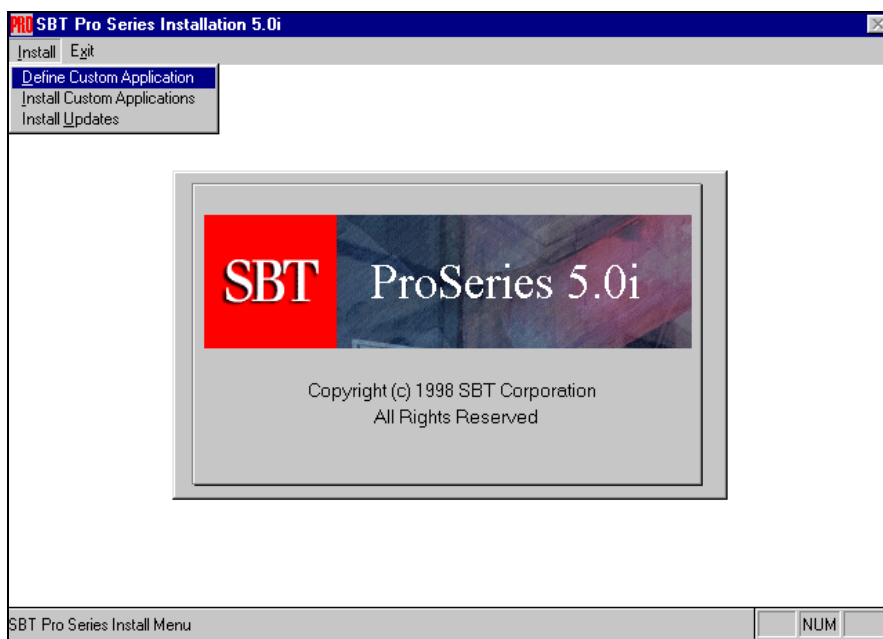 PRO SBT Pro Series Installation 5.0i
Install Exit
Define Custom Application
Install Custom Applications
Install Updates
SBT ProSeries 5.0i
Copyright (c) 1998 SBT Corporation
All Rights Reserved
SBT Pro Series Install Menu
NUM